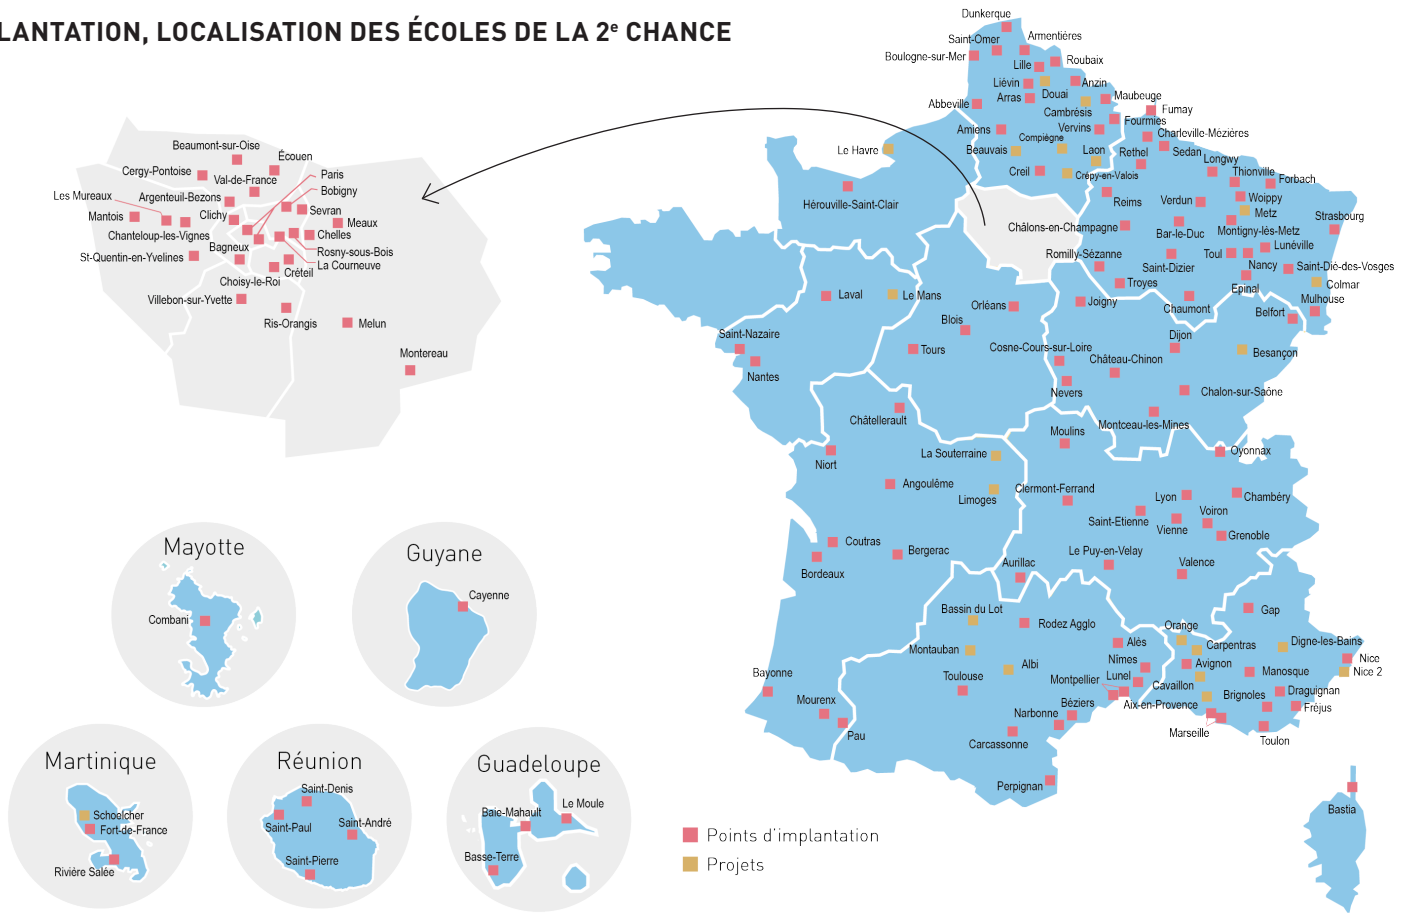 LANTATION, LOCALISATION DES ÉCOLES DE LA 2e CHANCE
Beaumont-sur-Oise
Écouen
Cergy-Pontoise
Val-de-France
Paris
Bobigny
Les Mureaux
Argenteuil-Bezons
Mantois
Clichy
Sevran
Meaux
Chanteloup-les-Vignes
Chelles
Bagneux
Rosny-sous-Bois
St-Quentin-en-Yvelines
La Courneuve
Créteil
Choisy-le-Roi
Villebon-sur-Yvette
Ris-Orangis
Melun
Montereau
Dunkerque
Saint-Omer
Armentières
Boulogne-sur-Mer
Lille
Roubaix
Liévin
Anzin
Arras
Douai
Maubeuge
Abbeville
Cambrésis
Fumay
Fourmies
Amiens
Vervins
Compiègne
Charleville-Mézières
Le Havre
Beauvais
Laon
Rethel
Sedan
Creil
Crépy-en-Valois
Longwy
Thionville
Forbach
Hérouville-Saint-Clair
Reims
Verdun
Woippy
Metz
Strasbourg
Châlons-en-Champagne
Bar-le-Duc
Montigny-lès-Metz
Lunéville
Romilly-Sézanne
Saint-Dizier
Toul
Nancy
Saint-Dié-des-Vosges
Troyes
Epinal
Colmar
Laval
Le Mans
Orléans
Joigny
Chaumont
Mulhouse
Belfort
Blois
Saint-Nazaire
Tours
Cosne-Cours-sur-Loire
Dijon
Château-Chinon
Besançon
Nantes
Nevers
Chalon-sur-Saône
Châtellerault
Montceau-les-Mines
Moulins
Niort
La Souterraine
Oyonnax
Angoulême
Limoges
Clermont-Ferrand
Lyon
Chambéry
Saint-Etienne
Voiron
Vienne
Grenoble
Coutras
Bergerac
Le Puy-en-Velay
Bordeaux
Aurillac
Valence
Bassin du Lot
Rodez Agglo
Gap
Orange
Montauban
Alès
Carpentras
Digne-les-Bains
Albi
Nîmes
Avignon
Nice
Bayonne
Toulouse
Montpellier
Lunel
Cavaillon
Manosque
Nice 2
Mourenx
Béziers
Aix-en-Provence
Brignoles
Draguignan
Narbonne
Fréjus
Pau
Carcassonne
Marseille
Toulon
Perpignan
Bastia
Mayotte
Combani
Guyane
Cayenne
Martinique
Schoelcher
Fort-de-France
Rivière Salée
Réunion
Saint-Denis
Saint-Paul
Saint-André
Saint-Pierre
Guadeloupe
Baie-Mahault
Le Moule
Basse-Terre
Points d'implantation
Projets